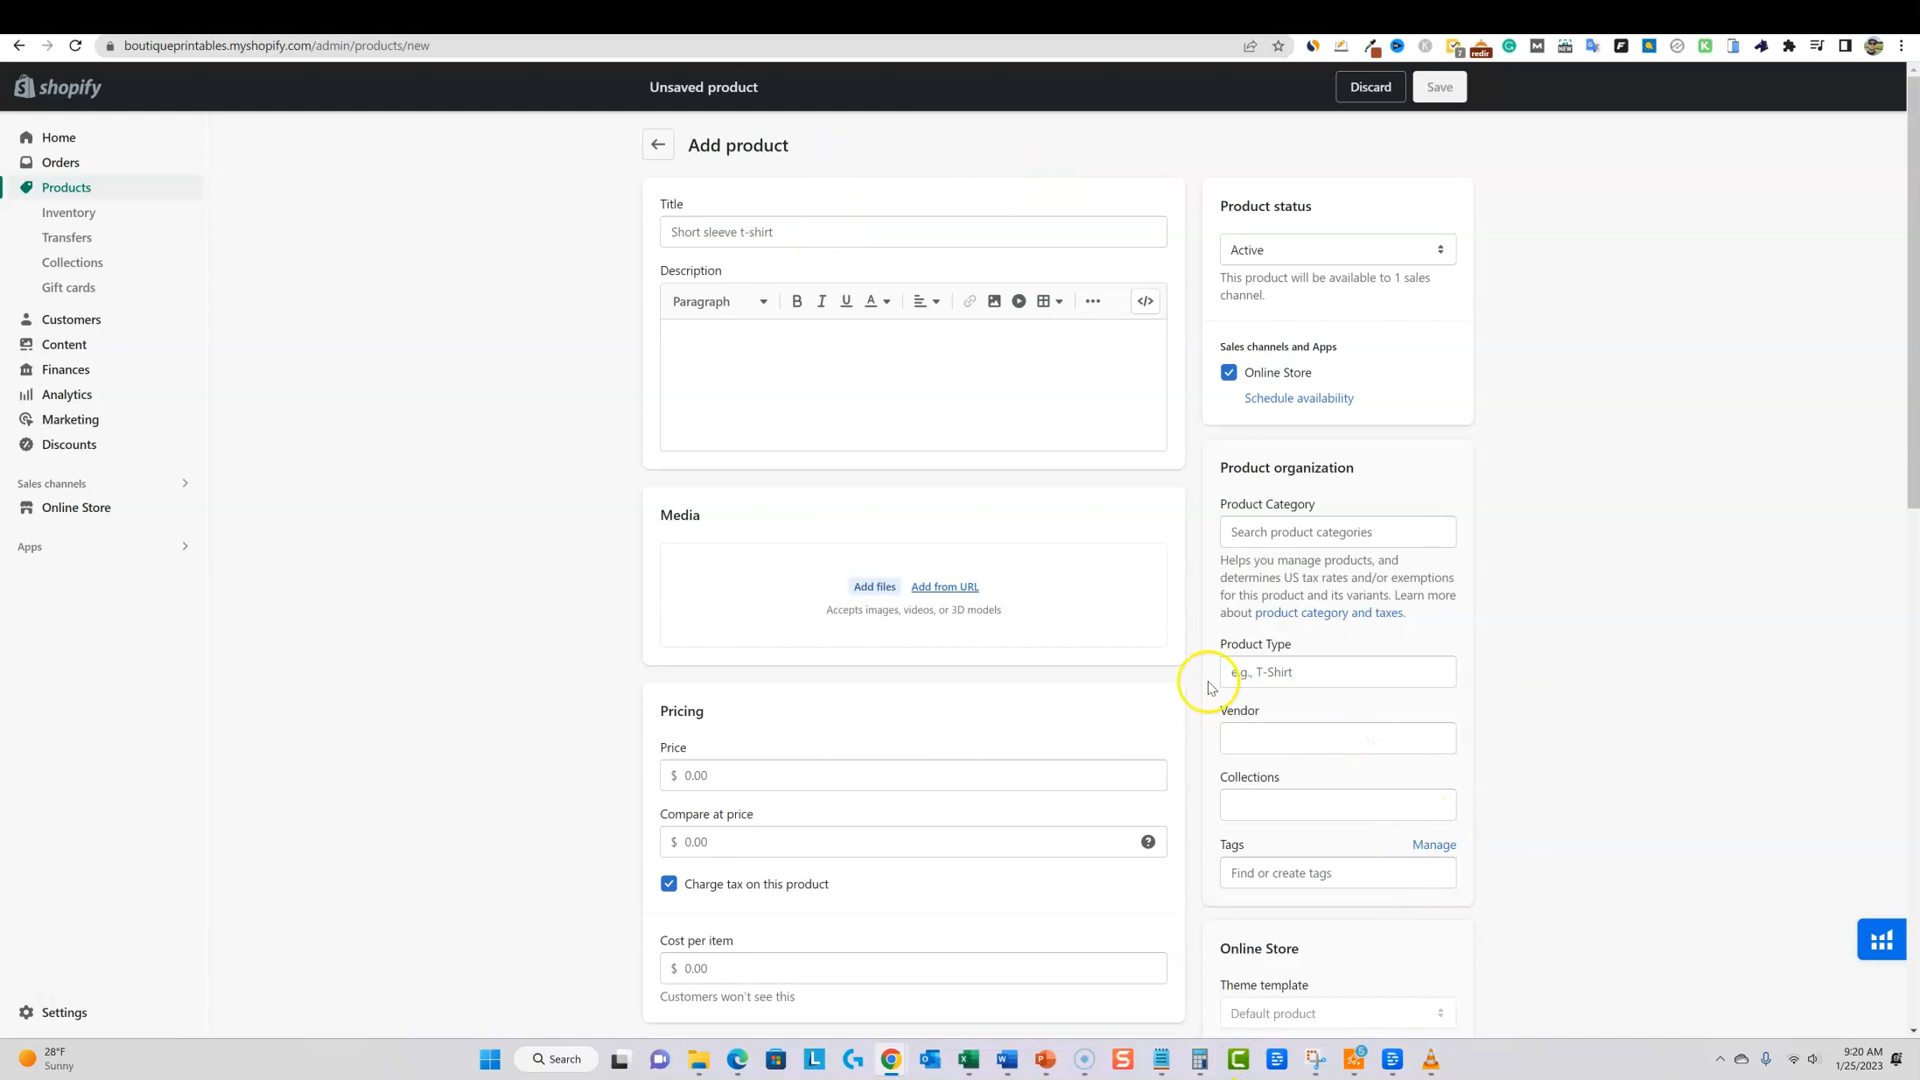 boutiqueprintables.myshopify.com/admin/products/new
7
NEW
redir
shopify
Unsaved product
Discard
Save
Home
Orders
Products
Inventory
Transfers
Collections
Gift cards
Customers
Content
Finances
Analytics
Marketing
Discounts
Sales channels
Online Store
Apps
Settings
Add product
Title
Short sleeve t-shirt
Description
Paragraph
B I U A
Media
Add files Add from URL
Accepts images, videos, or 3D models
Pricing
Price
$ 0.00
Compare at price
$ 0.00
Charge tax on this product
Cost per item
$ 0.00
Customers won't see this
Product status
Active
This product will be available to 1 sales
channel.
Sales channels and Apps
Online Store
Schedule availability
Product organization
Product Category
Search product categories
Helps you manage products, and
determines US tax rates and/or exemptions
for this product and its variants. Learn more
about product category and taxes.
Product Type
e.g., T-Shirt
Vendor
Collections
Tags
Manage
Find or create tags
Online Store
Theme template
Default product
28°F
Sunny
Search
5
9:20 AM
1/25/2023